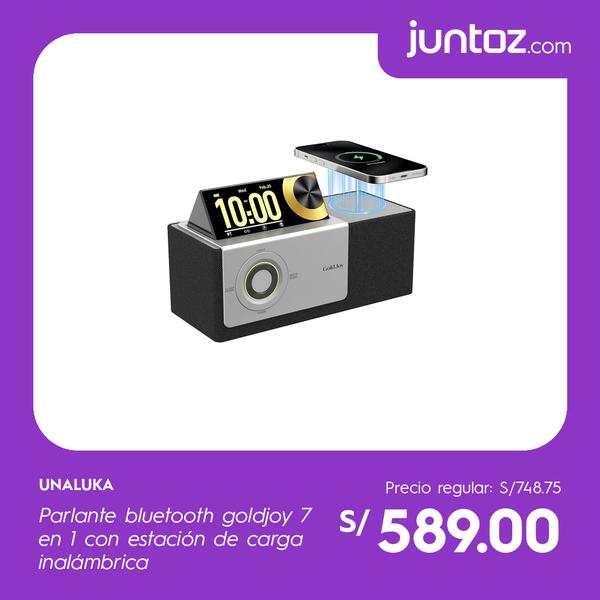 juntoz.com
Wed Feb.20
10:00
GoldJoy
UNALUKA
Precio regular: S/748.75
Parlante bluetooth goldjoy 7
en 1 con estación de carga
inalámbrica
S/ 589.00